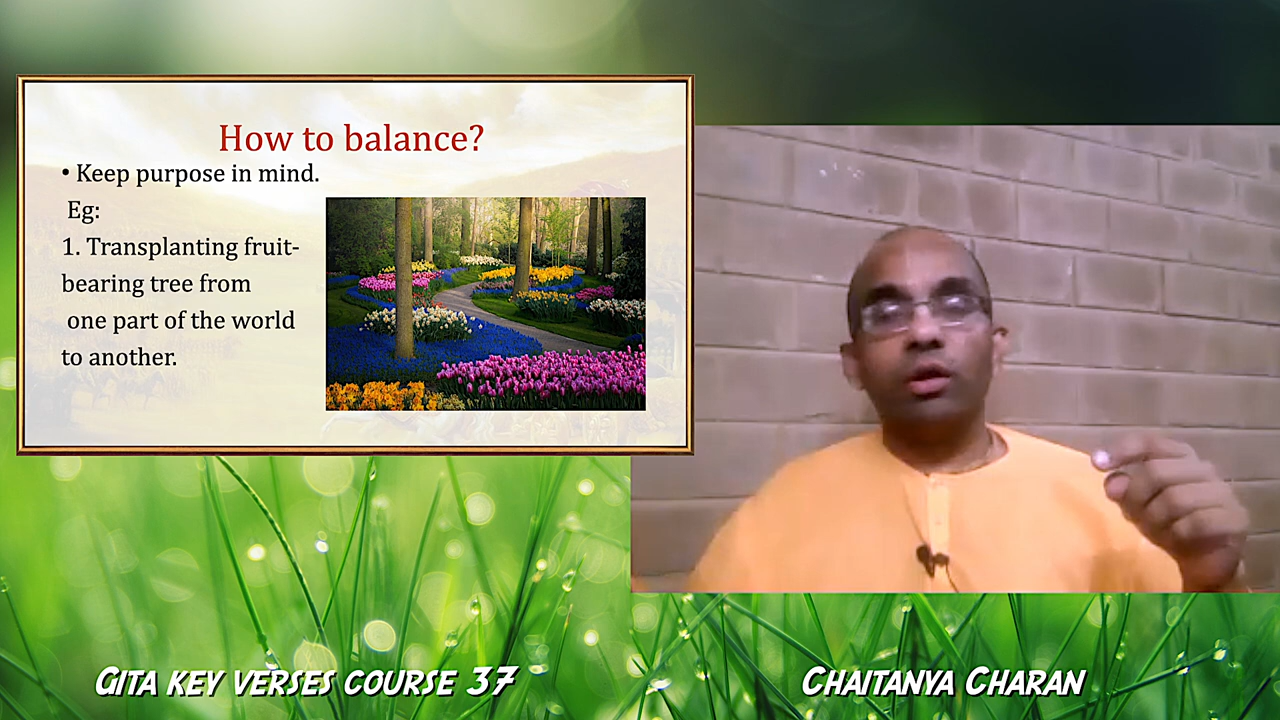 How to balance?
• Keep purpose in mind.
Eg:
1. Transplanting fruit-
bearing tree from
one part of the world
to another.
Gita key verses course 37
Chaitanya Charan